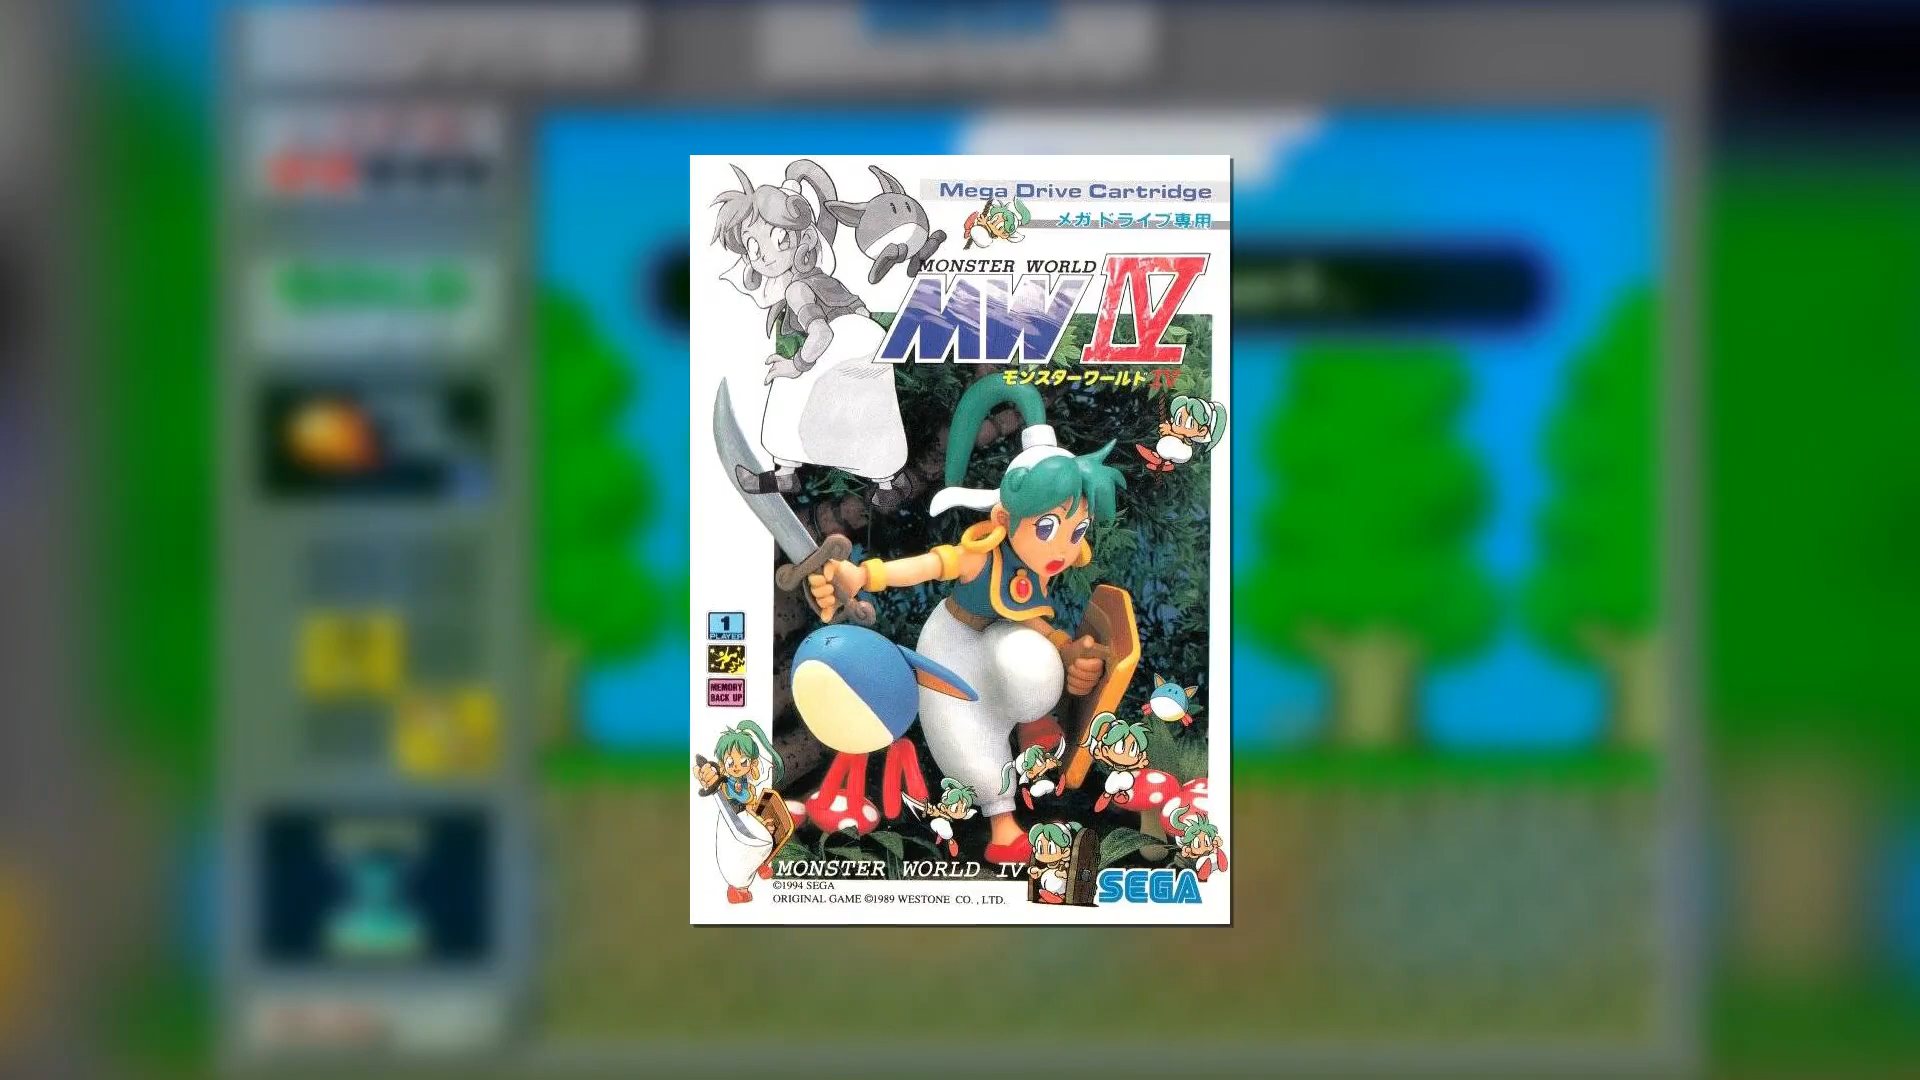 Mega Drive Cartridge
メガドライブ専用
MONSTER WORLD
MW IV
モンスターワールドIV
1
PLAYER
MEMORY
BACK UP
MONSTER WORLD IV
©1994 SEGA
ORIGINAL GAME ©1989 WESTONE CO., LTD.
SEGA